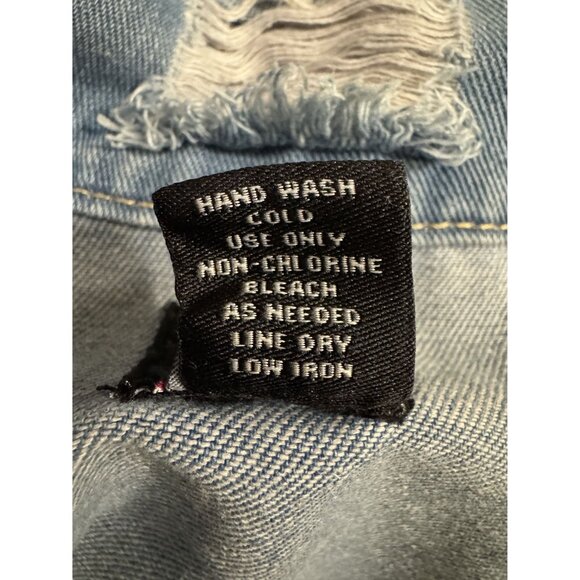 HAND WASH
COLD
USE ONLY
NON-CHLORINE
BLEACH
AS NEEDED
LINE DRY
LOW IRON